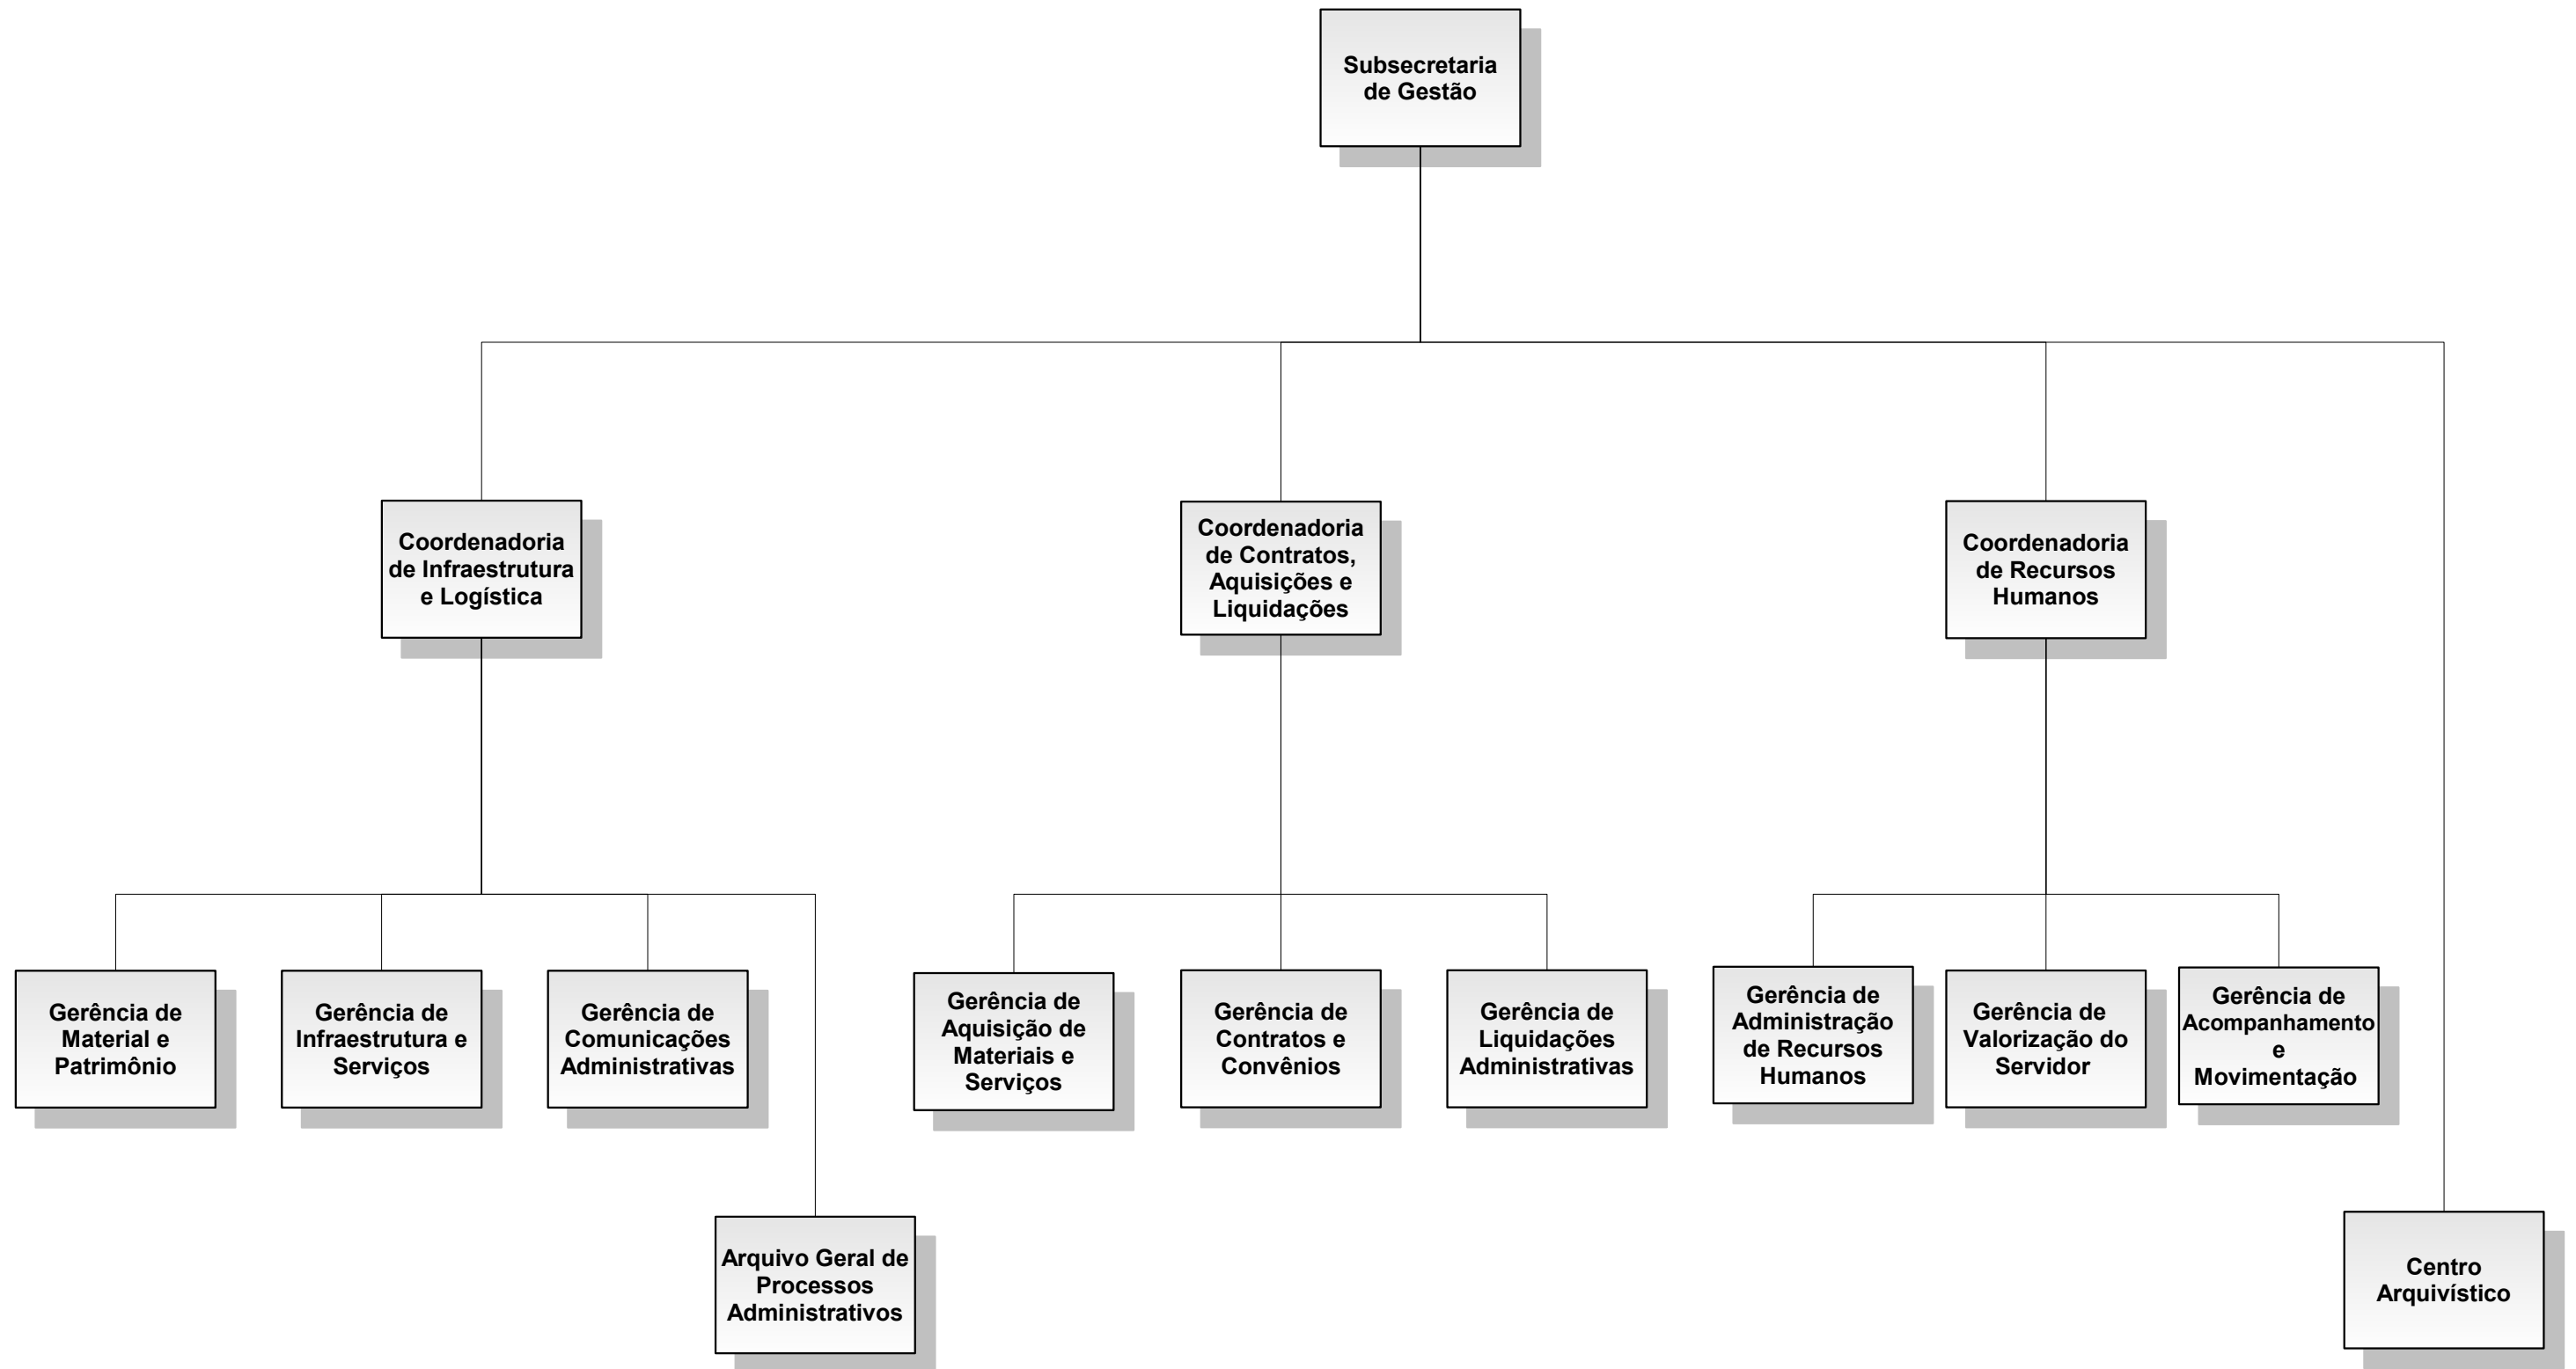 Subsecretaria
de Gestão
Coordenadoria
de Infraestrutura
e Logística
Coordenadoria
de Contratos,
Aquisições e
Liquidações
Coordenadoria
de Recursos
Humanos
Gerência de
Material e
Patrimônio
Gerência de
Infraestrutura e
Serviços
Gerência de
Comunicações
Administrativas
Gerência de
Aquisição de
Materiais e
Serviços
Gerência de
Contratos e
Convênios
Gerência de
Liquidações
Administrativas
Gerência de
Administração
de Recursos
Humanos
Gerência de
Valorização do
Servidor
Gerência de
Acompanhamento
e
Movimentação
Arquivo Geral de
Processos
Administrativos
Centro
Arquivístico